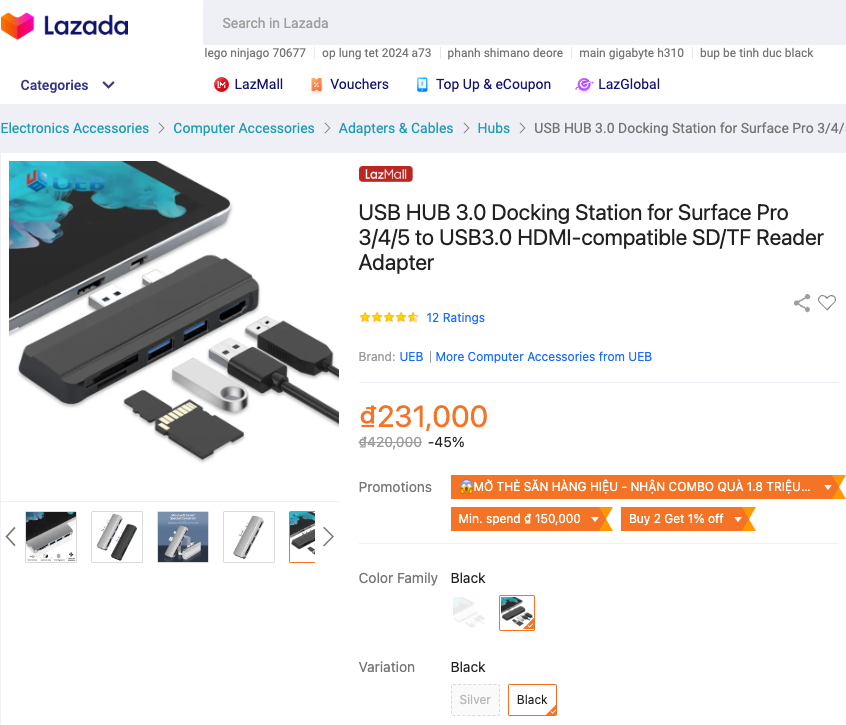 Lazada
Search in Lazada
lego ninjago 70677
op lung tet 2024 a73
phanh shimano deore
main gigabyte h310
bup be tinh duc black
Categories
LazMall
Vouchers
Top Up & eCoupon
LazGlobal
Electronics Accessories
Computer Accessories
Adapters & Cables
Hubs
USB HUB 3.0 Docking Station for Surface Pro 3/4/
UEB
LazMall
USB HUB 3.0 Docking Station for Surface Pro
3/4/5 to USB3.0 HDMI-compatible SD/TF Reader
Adapter
12 Ratings
Brand: UEB | More Computer Accessories from UEB
₫231,000
₫420,000 -45%
Promotions
😱MỞ THẺ SĂN HÀNG HIỆU - NHẬN COMBO QUÀ 1.8 TRIỆU...
Min. spend ₫ 150,000
Buy 2 Get 1% off
Color Family Black
Variation Black
Silver
Black